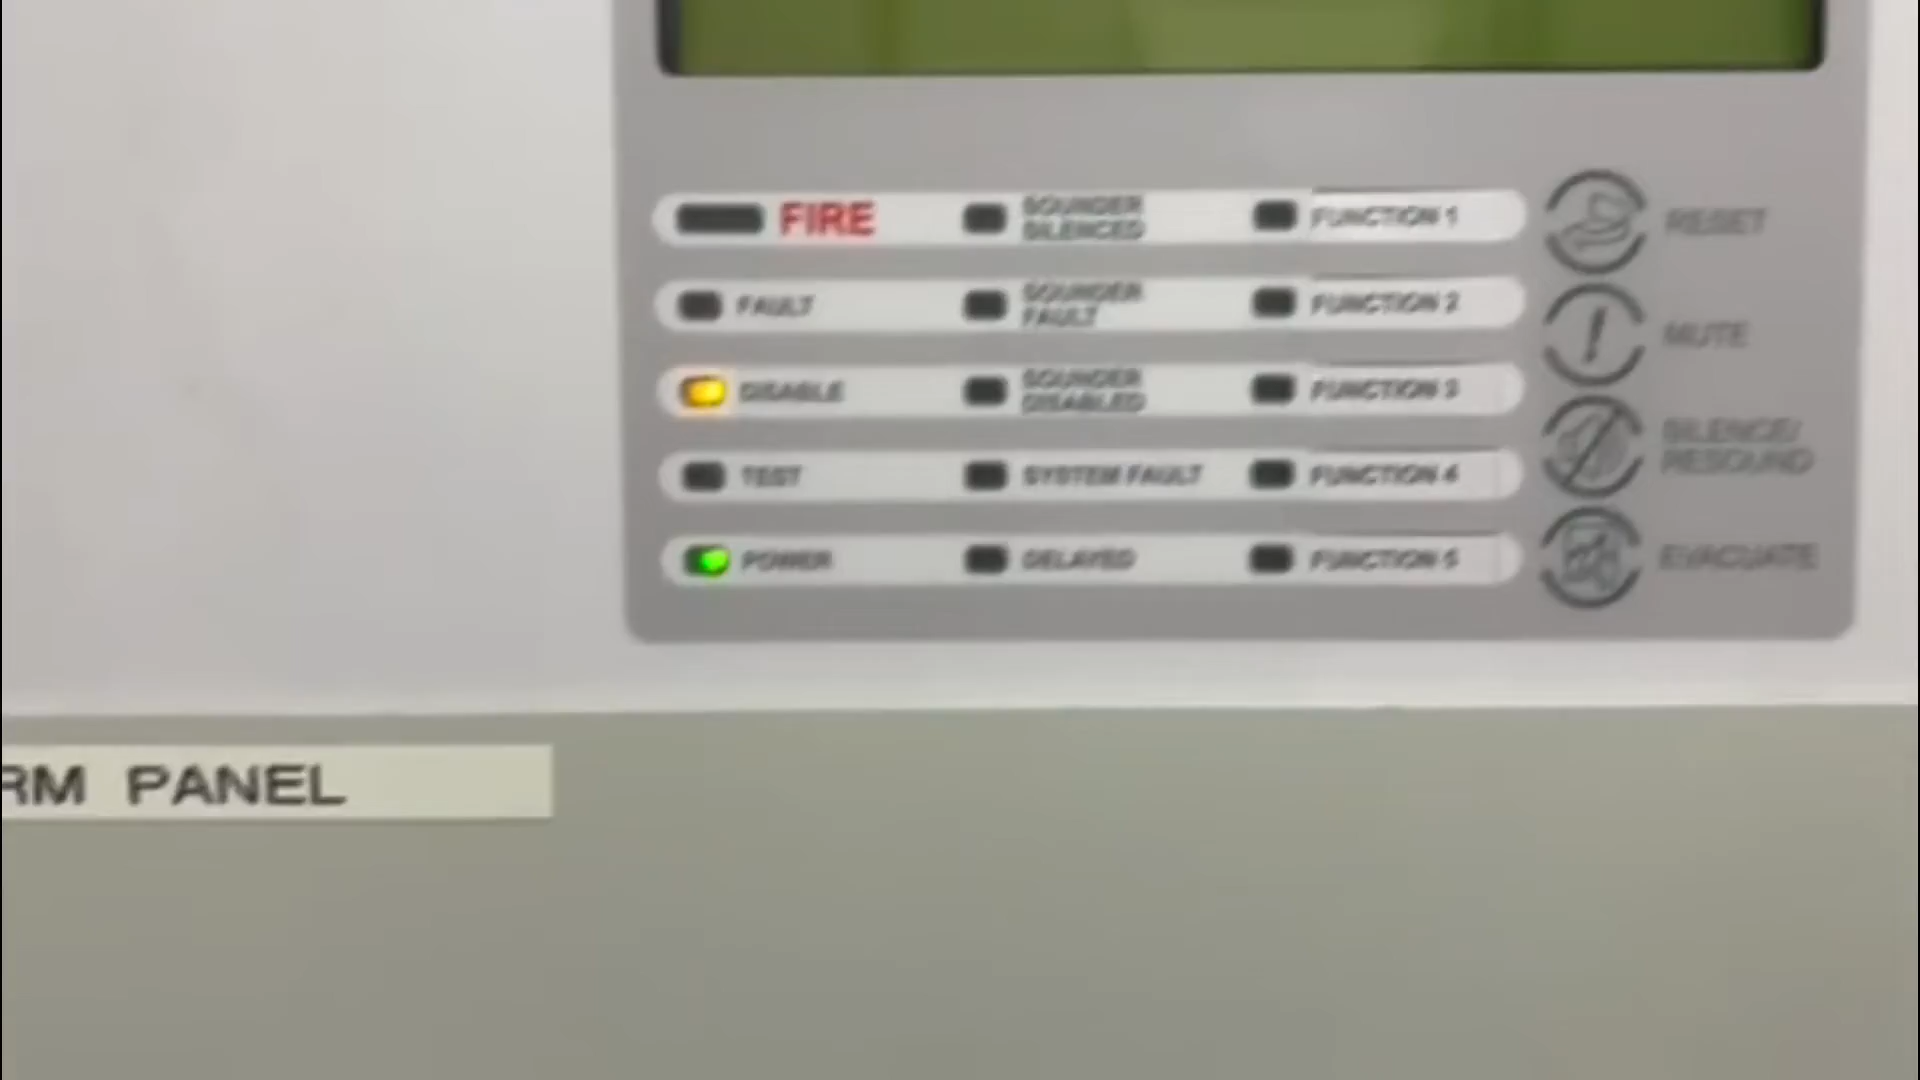 FIRE
SOUNDER
SILENCED
FUNCTION 1
RESET
FAULT
SOUNDER
FAULT
FUNCTION 2
MUTE
DISABLE
SOUNDER
DISABLED
FUNCTION 3
SILENCE/
RESOUND
TEST
SYSTEM FAULT
FUNCTION 4
POWER
DELAYED
FUNCTION 5
EVACUATE
RM PANEL